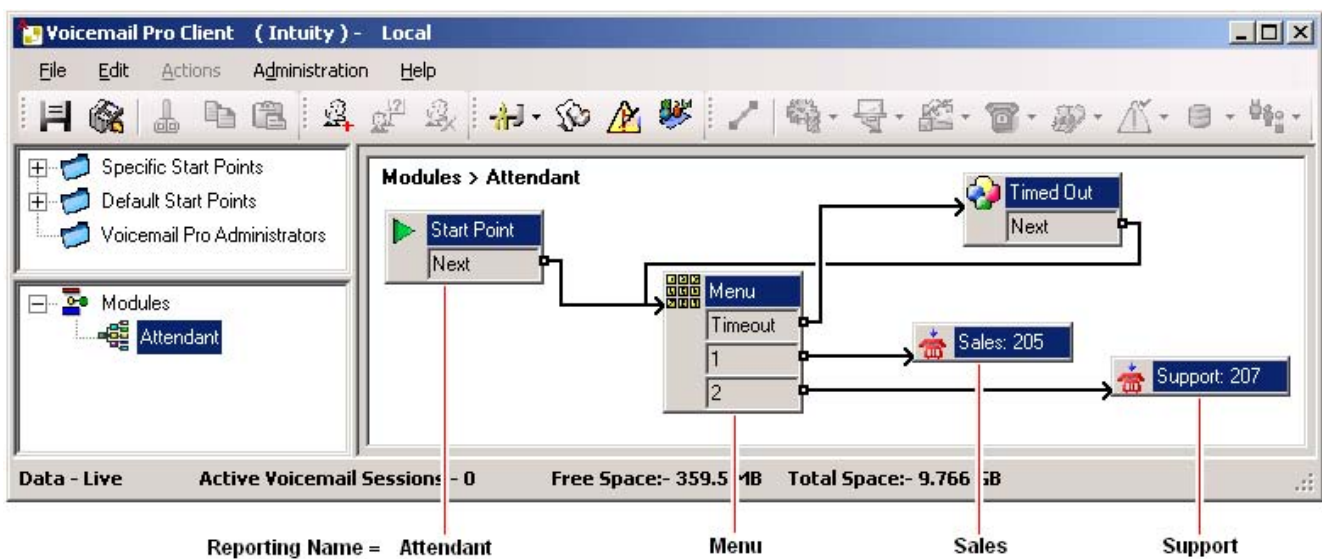 Voicemail Pro Client ( Intuity ) - Local
File Edit Actions Administration Help
Specific Start Points
Default Start Points
Voicemail Pro Administrators
Modules
Attendant
Modules > Attendant
Start Point
Next
Menu
Timeout
1
2
Timed Out
Next
Sales: 205
Support: 207
Data - Live Active Voicemail Sessions - 0 Free Space:- 359.5 MB Total Space:- 9.766 GB
Reporting Name = Attendant Menu Sales Support